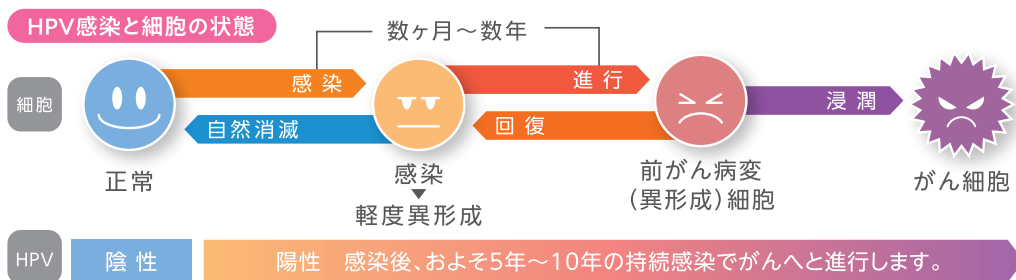 HPV感染と細胞の状態
数ヶ月〜数年
細胞
感染
進行
浸潤
自然消滅
回復
正常
感染
軽度異形成
前がん病変
(異形成)細胞
がん細胞
HPV
陰性
陽性　感染後、およそ5年〜10年の持続感染でがんへと進行します。